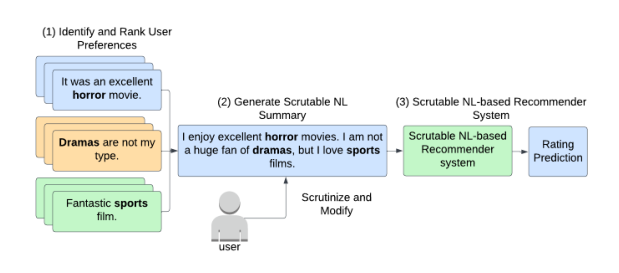 (1) Identify and Rank User
Preferences
It was an excellent
horror movie.
Dramas are not my
type.
Fantastic sports
film.
(2) Generate Scrutable NL
Summary
I enjoy excellent horror movies. I am not
a huge fan of dramas, but I love sports
films.
Scrutinize and
Modify
user
(3) Scrutable NL-based Recommender
System
Scrutable NL-based
Recommender
system
Rating
Prediction